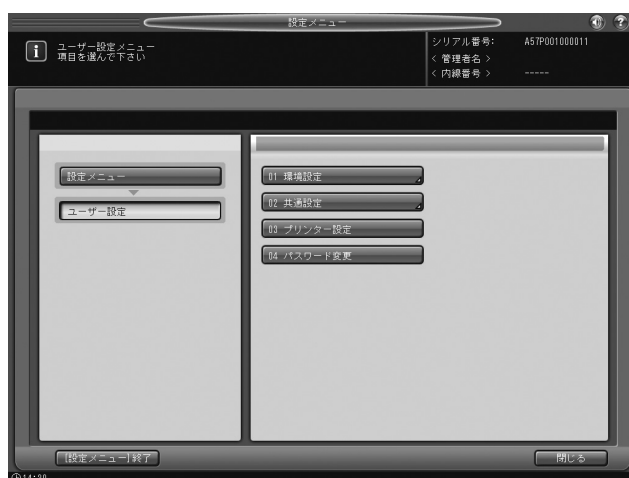 設定メニュー
ユーザー設定メニュー
項目を選んで下さい
シリアル番号: A57P001000011
< 管理者名 >
< 内線番号 > -----
設定メニュー
ユーザー設定
01 環境設定
02 共通設定
03 プリンター設定
04 パスワード変更
[設定メニュー]終了
閉じる